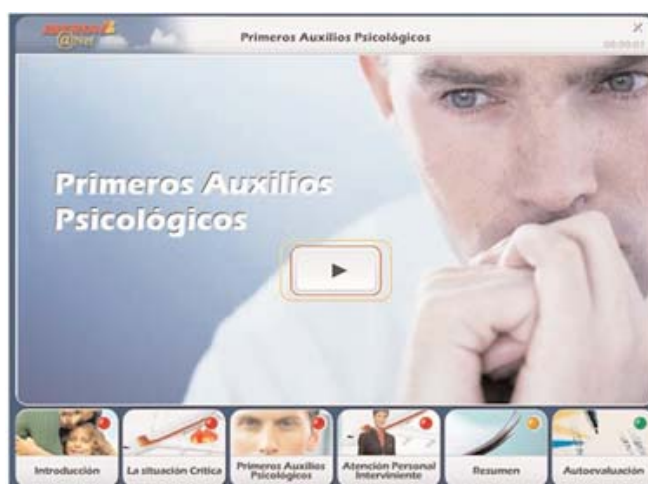 Primeros Auxilios Psicológicos
Primeros Auxilios
Psicológicos
Introducción
La situación Crítica
Primeros Auxilios
Psicológicos
Atención Personal
Interviniente
Resumen
Autoevaluación